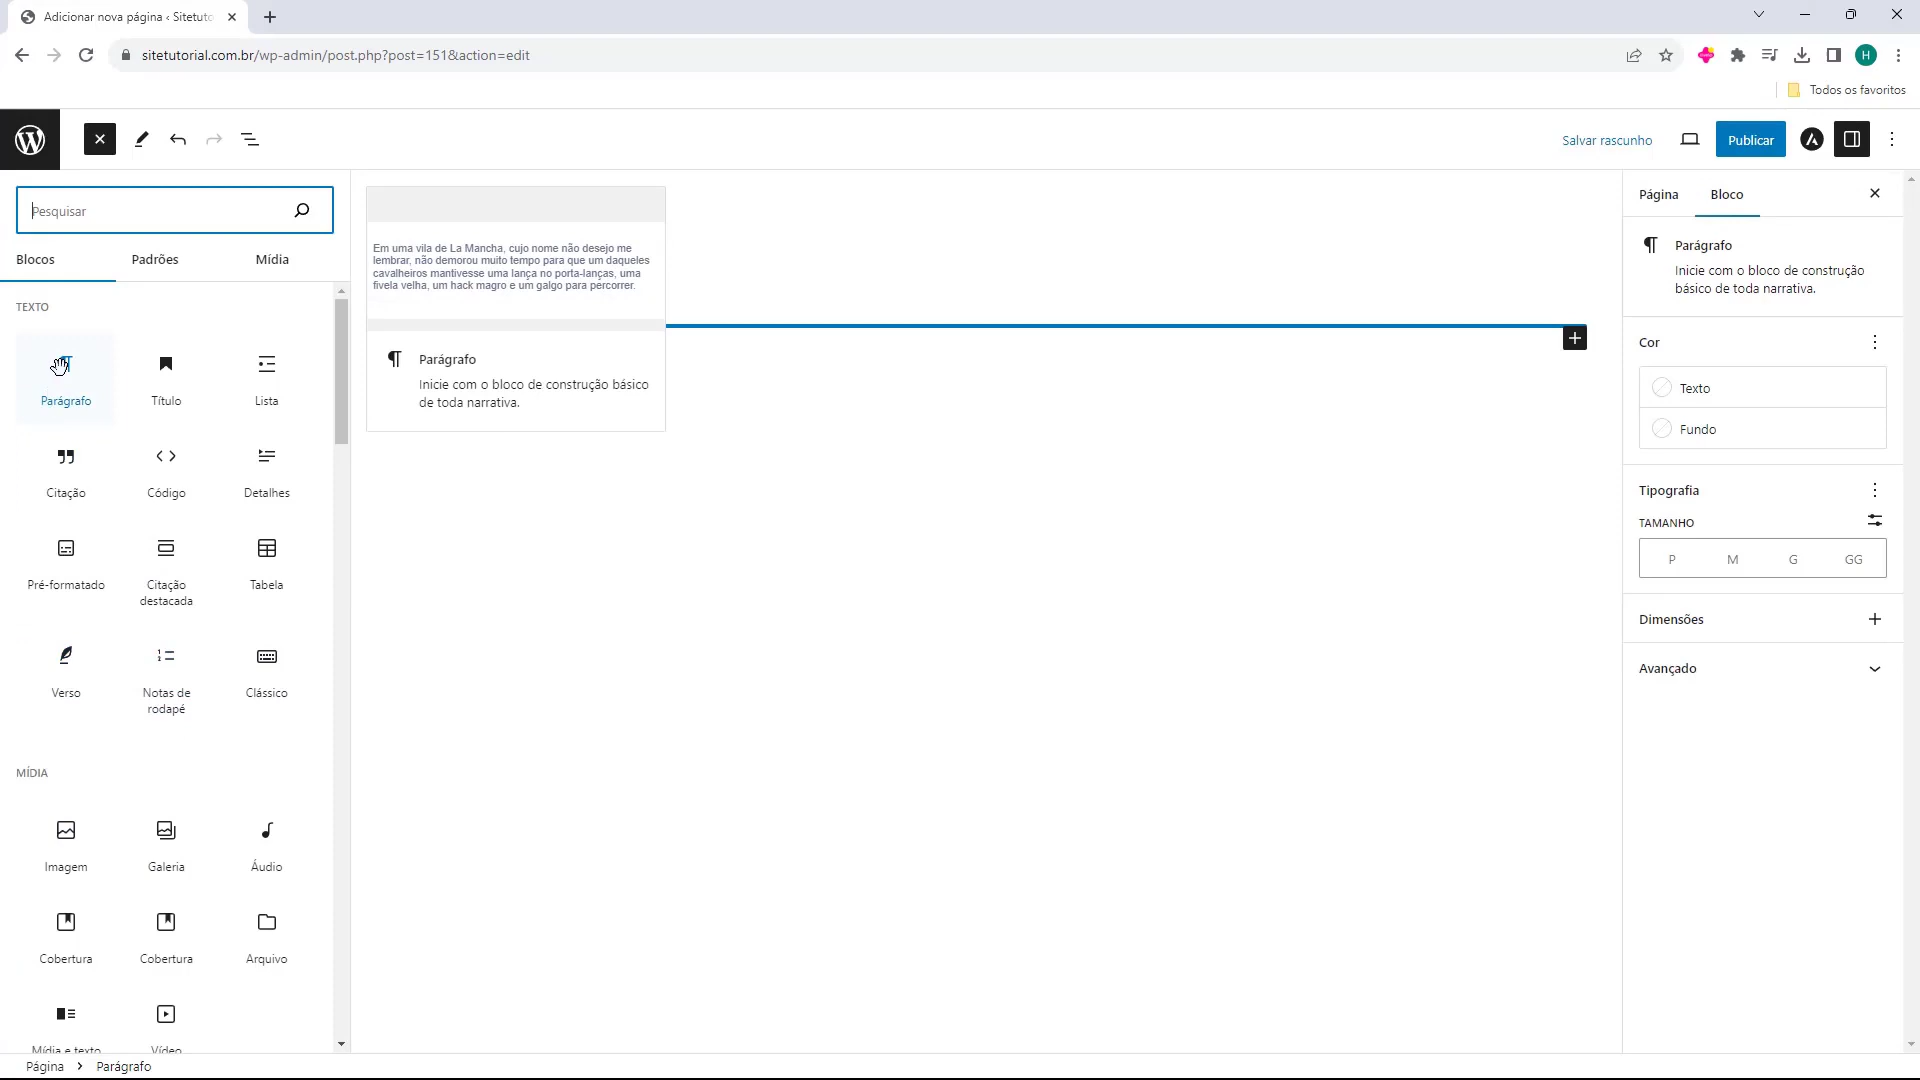 Adicionar nova página ‹ Sitetuto
sitetutorial.com.br/wp-admin/post.php?post=151&action=edit
H
Todos os favoritos
Salvar rascunho
Publicar
Pesquisar
Blocos
Padrões
Mídia
TEXTO
Parágrafo
Título
Lista
Citação
Código
Detalhes
Pré-formatado
Citação
destacada
Tabela
Verso
Notas de
rodapé
Clássico
MÍDIA
Imagem
Galeria
Áudio
Cobertura
Cobertura
Arquivo
Mídia e texto
Vídeo
Em uma vila de La Mancha, cujo nome não desejo me
lembrar, não demorou muito tempo para que um daqueles
cavalheiros mantivesse uma lança no porta-lanças, uma
fivela velha, um hack magro e um galgo para percorrer.
Parágrafo
Inicie com o bloco de construção básico
de toda narrativa.
Página
Bloco
Parágrafo
Inicie com o bloco de construção
básico de toda narrativa.
Cor
Texto
Fundo
Tipografia
TAMANHO
P
M
G
GG
Dimensões
Avançado
Página > Parágrafo